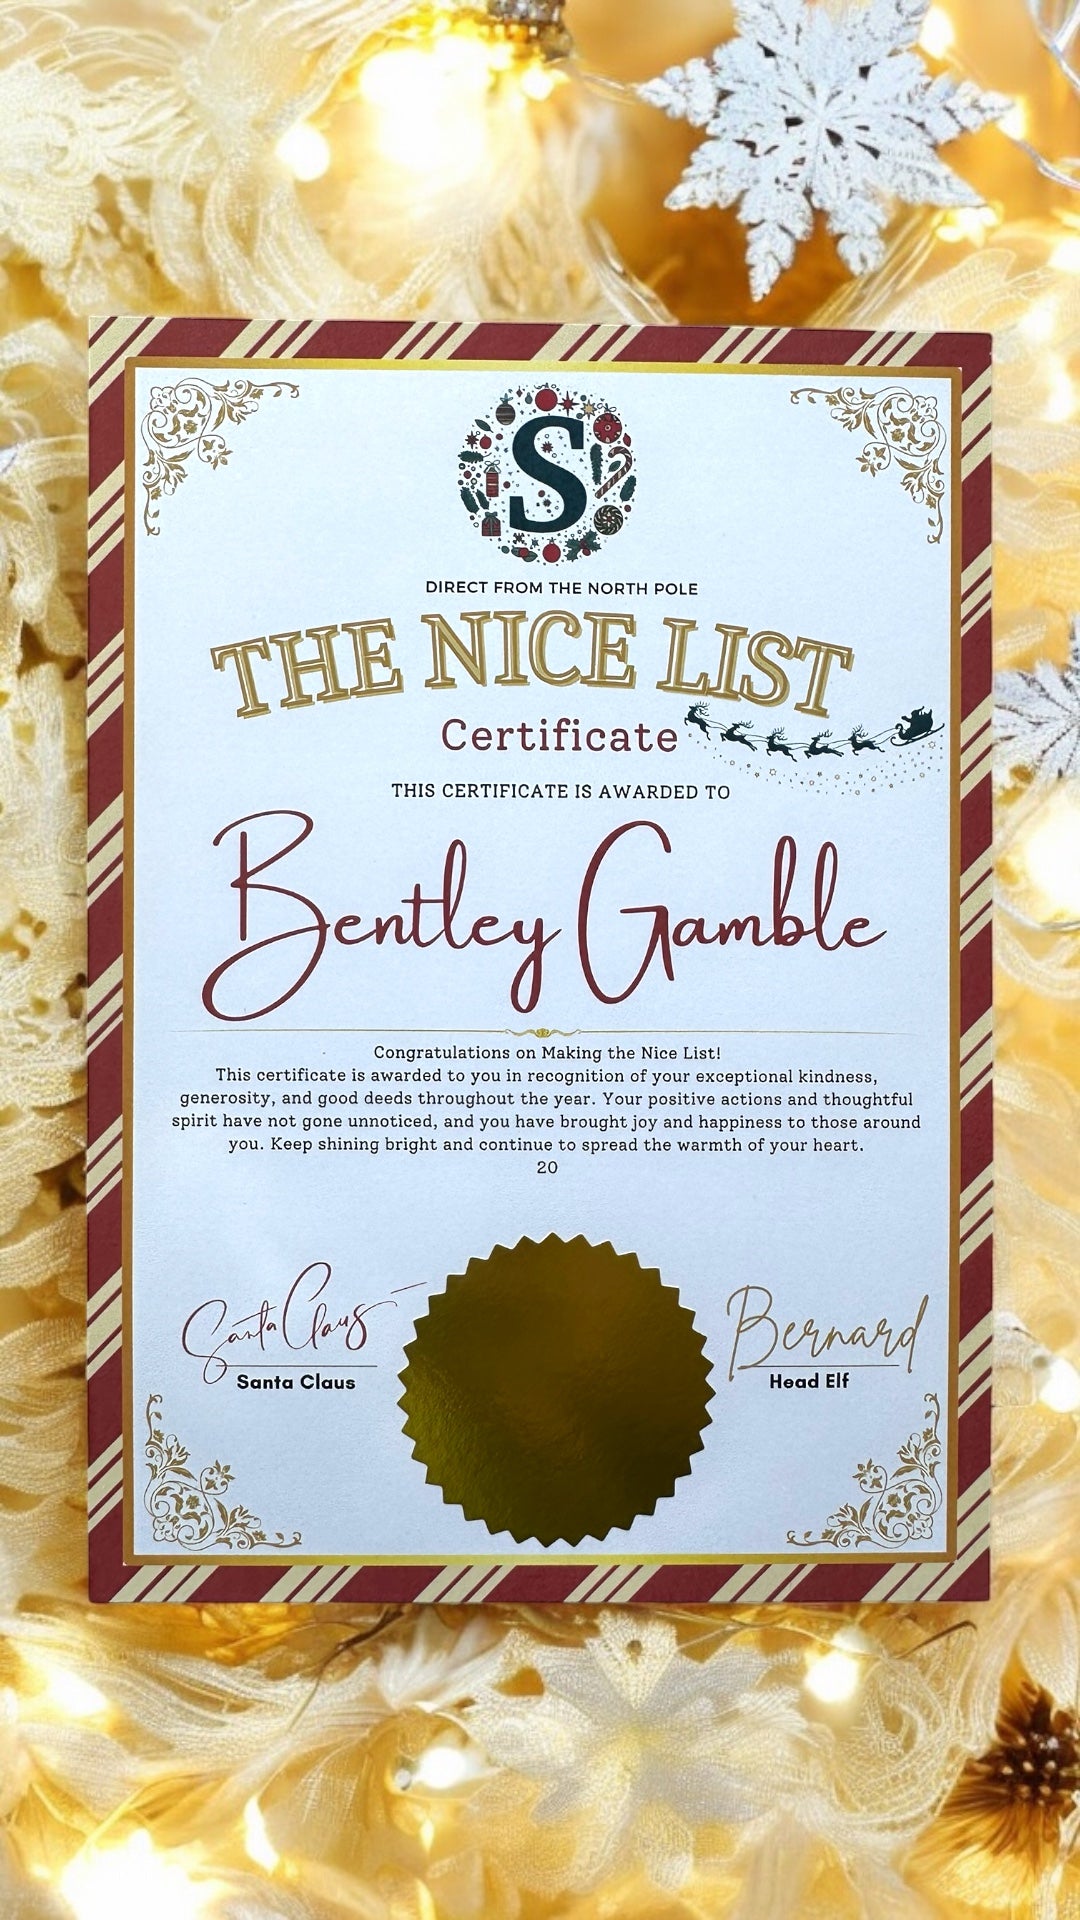 S
DIRECT FROM THE NORTH POLE
THE NICE LIST
Certificate
THIS CERTIFICATE IS AWARDED TO
Bentley Gamble
Congratulations on Making the Nice List!
This certificate is awarded to you in recognition of your exceptional kindness,
generosity, and good deeds throughout the year. Your positive actions and thoughtful
spirit have not gone unnoticed, and you have brought joy and happiness to those around
you. Keep shining bright and continue to spread the warmth of your heart.
20
Santa Claus
Santa Claus
Bernard
Head Elf